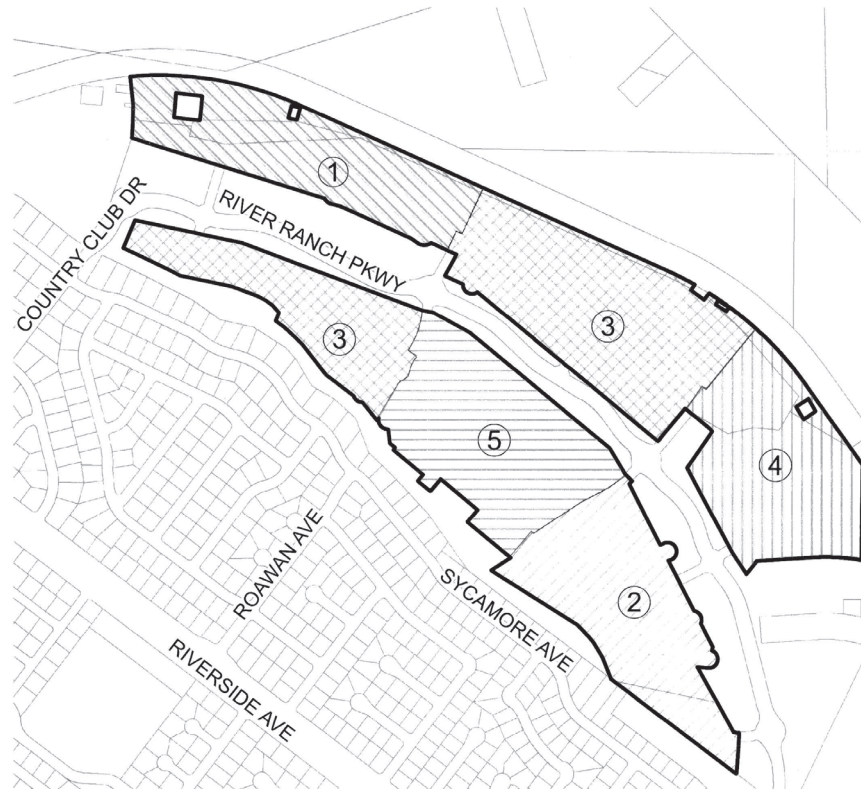 ①
COUNTRY CLUB DR
RIVER RANCH PKWY
③
③
⑤
④
ROAWAN AVE
SYCAMORE AVE
②
RIVERSIDE AVE